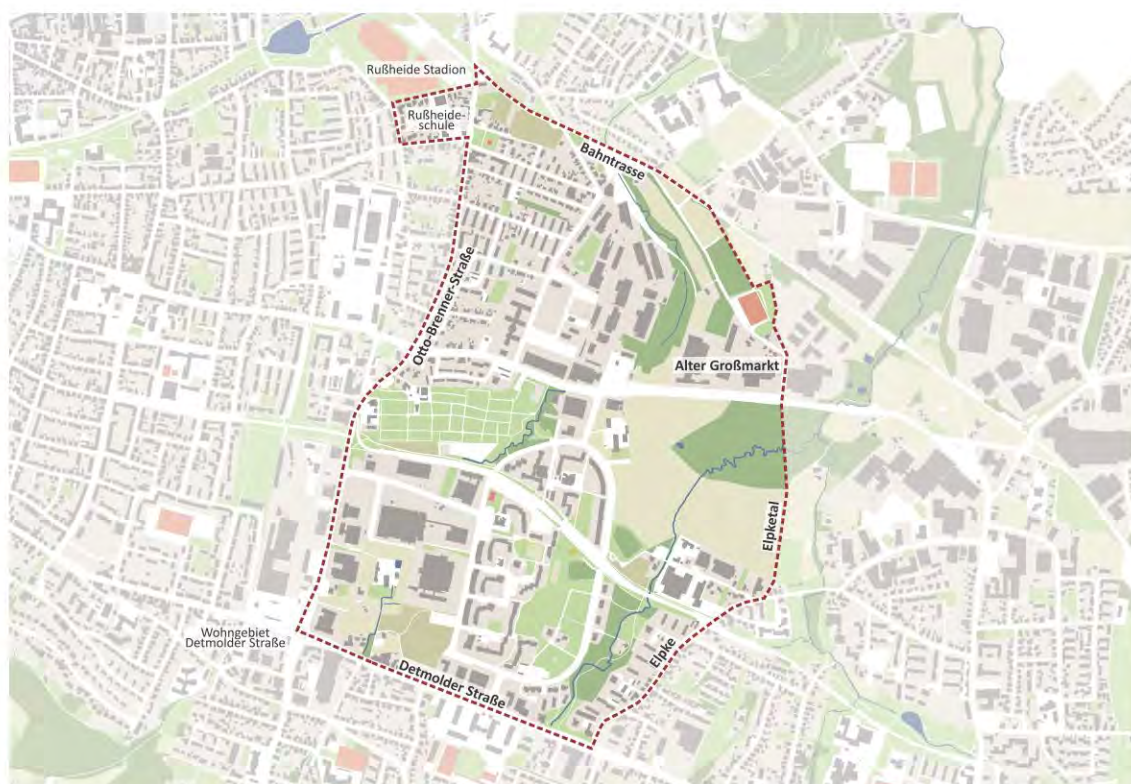 Rußheide Stadion
Rußheide-
schule
Bahntrasse
Otto-Brenner-Straße
Alter Großmarkt
Elpketal
Wohngebiet
Detmolder Straße
Elpke
Detmolder Straße